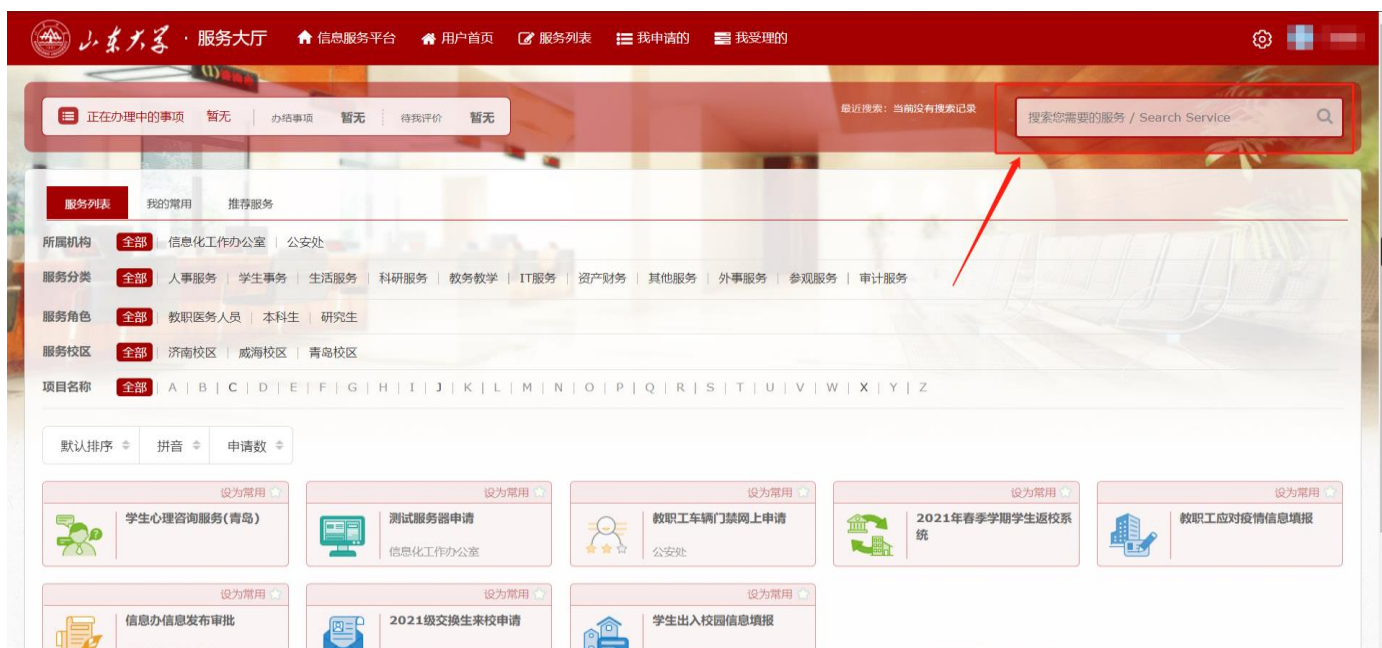 山东大学 · 服务大厅 信息服务平台 用户首页 服务列表 我申请的 我受理的
正在办理中的事项 暂无 办结事项 暂无 待我评价 暂无
最近搜索：当前没有搜索记录
搜索您需要的服务 / Search Service
服务列表 我的常用 推荐服务
所属机构 全部 | 信息化工作办公室 | 公安处
服务分类 全部 | 人事服务 | 学生事务 | 生活服务 | 科研服务 | 教务教学 | IT服务 | 资产财务 | 其他服务 | 外事服务 | 参观服务 | 审计服务
服务角色 全部 | 教职医务人员 | 本科生 | 研究生
服务校区 全部 | 济南校区 | 威海校区 | 青岛校区
项目名称 全部 | A | B | C | D | E | F | G | H | I | J | K | L | M | N | O | P | Q | R | S | T | U | V | W | X | Y | Z
默认排序 拼音 申请数
设为常用 设为常用 设为常用 设为常用 设为常用
学生心理咨询服务(青岛) 测试服务器申请 教职工车辆门禁网上申请 2021年春季学期学生返校系 教职工应对疫情信息填报
统
信息化工作办公室 公安处
设为常用 设为常用 设为常用
信息办信息发布审批 2021级交换生来校申请 学生出入校园信息填报